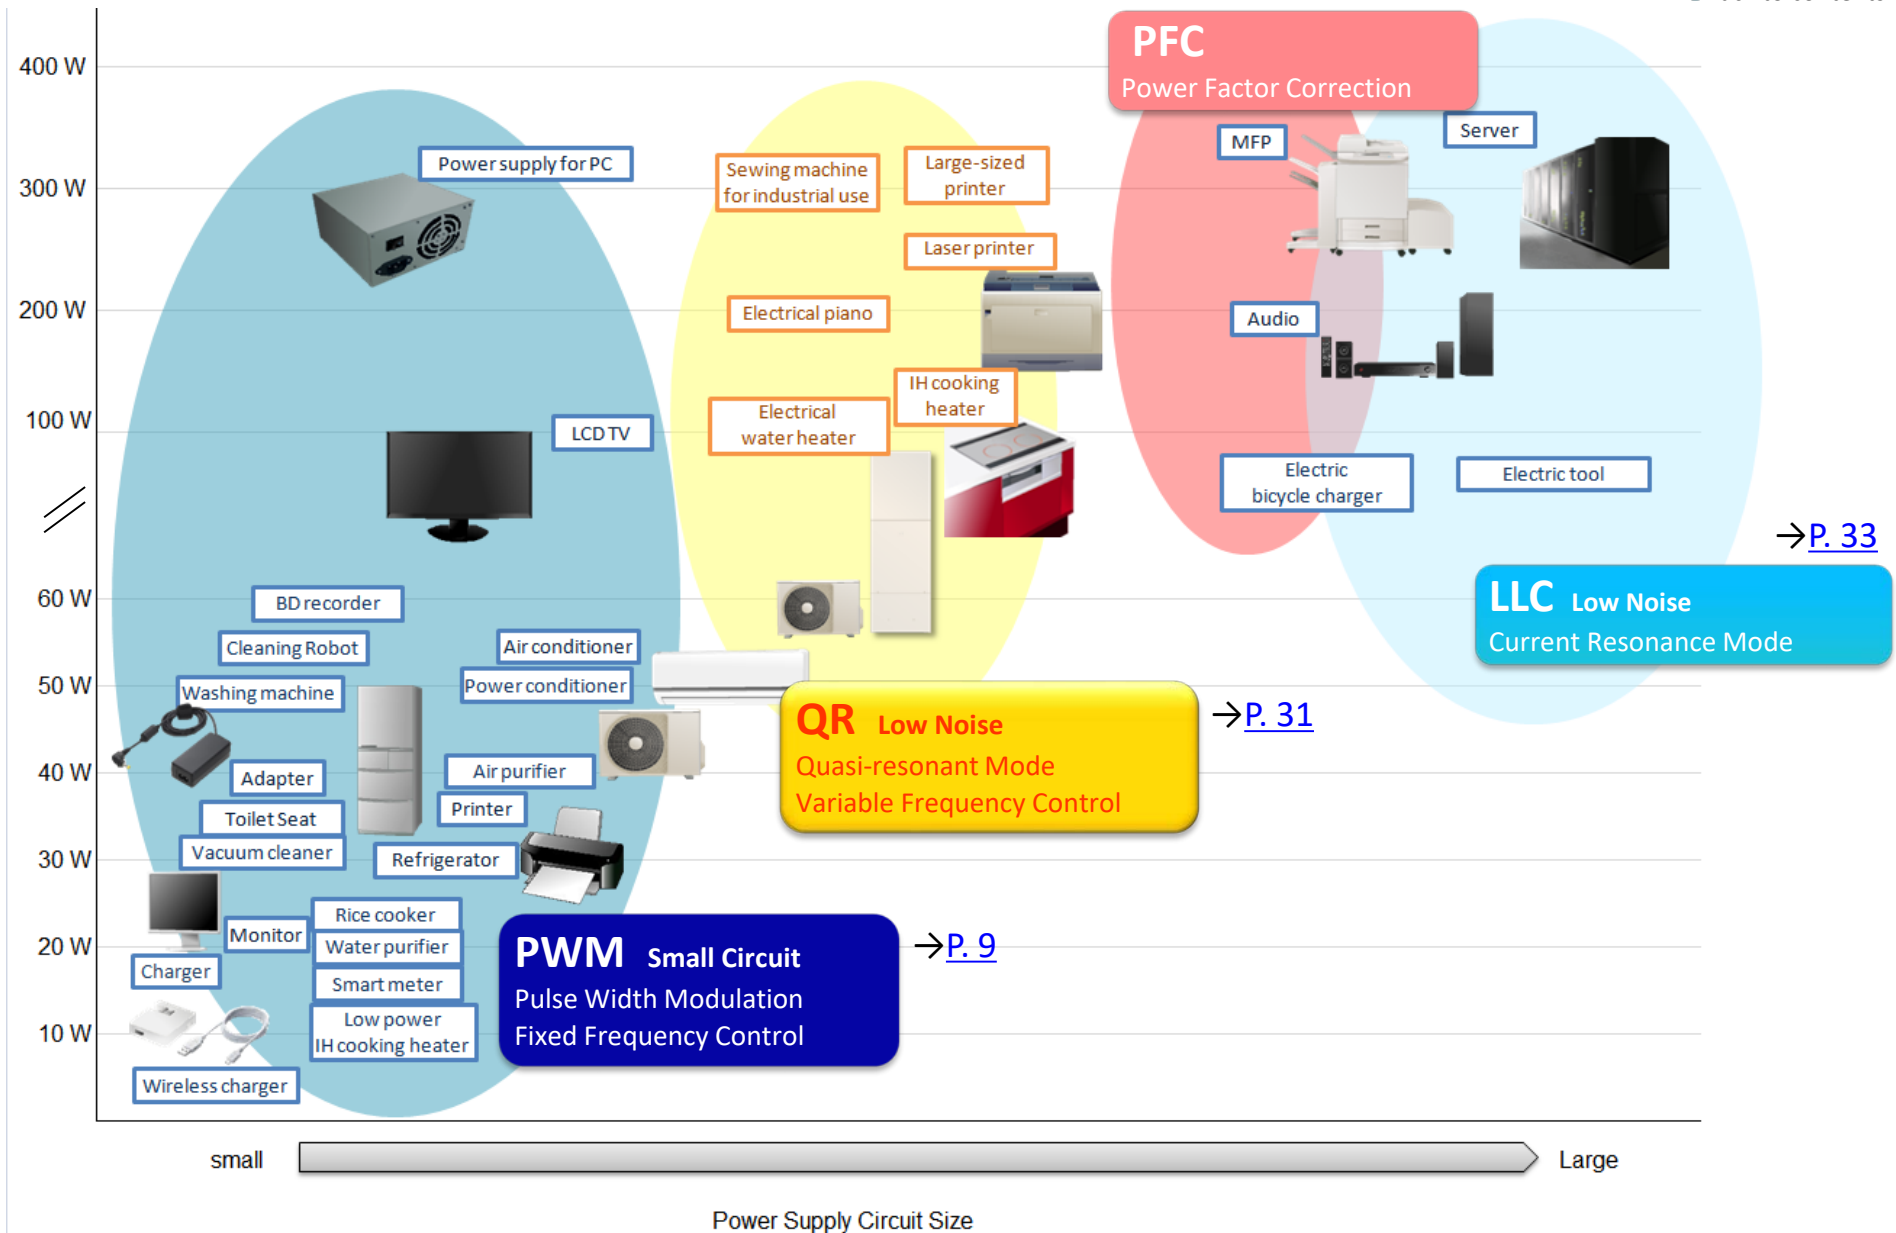 PFC
Power Factor Correction
400 W
MFP
Server
Power supply for PC
Sewing machine
for industrial use
Large-sized
printer
300 W
Laser printer
200 W
Electrical piano
Audio
IH cooking
heater
100 W
LCD TV
Electrical
water heater
Electric
bicycle charger
Electric tool
→P. 33
60 W
BD recorder
LLC Low Noise
Current Resonance Mode
Cleaning Robot
Air conditioner
50 W
Washing machine
Power conditioner
QR Low Noise
Quasi-resonant Mode
Variable Frequency Control
→P. 31
40 W
Adapter
Air purifier
Toilet Seat
Printer
30 W
Vacuum cleaner
Refrigerator
Rice cooker
20 W
Monitor
Water purifier
PWM Small Circuit
Pulse Width Modulation
Fixed Frequency Control
→P. 9
Charger
Smart meter
10 W
Low power
IH cooking heater
Wireless charger
small
Large
Power Supply Circuit Size